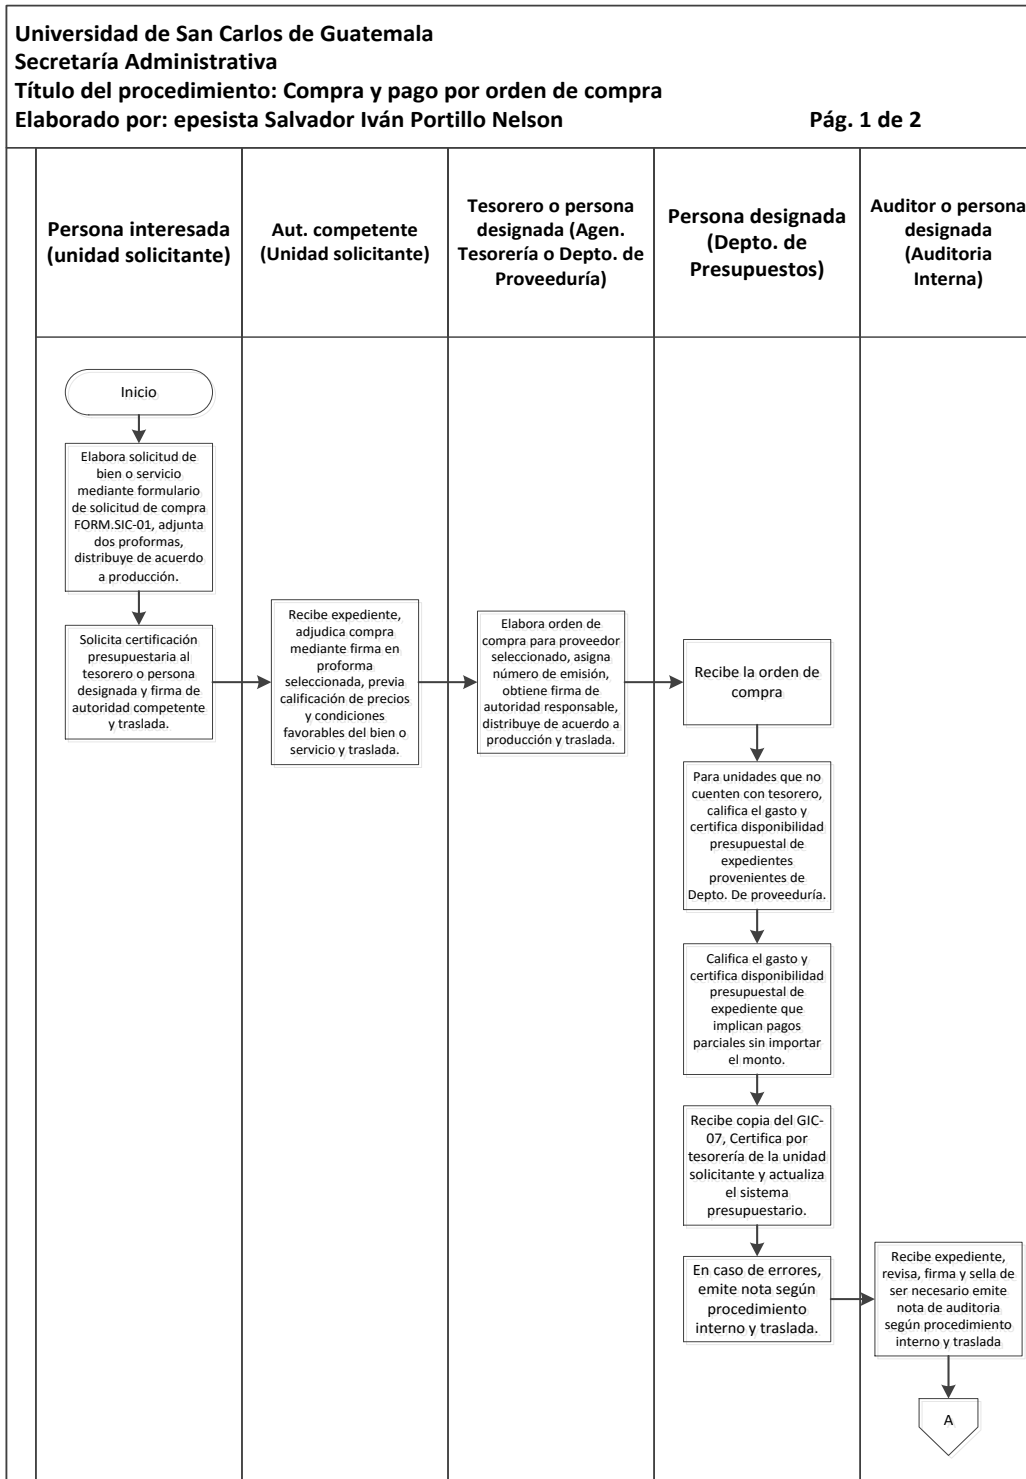 Universidad de San Carlos de Guatemala
Secretaría Administrativa
Título del procedimiento: Compra y pago por orden de compra
Elaborado por: epesista Salvador Iván Portillo Nelson Pág. 1 de 2
Persona interesada
(unidad solicitante)
Aut. competente
(Unidad solicitante)
Tesorero o persona
designada (Agen.
Tesorería o Depto. de
Proveeduría)
Persona designada
(Depto. de
Presupuestos)
Auditor o persona
designada
(Auditoria
Interna)
Inicio
Elabora solicitud de
bien o servicio
mediante formulario
de solicitud de compra
FORM.SIC-01, adjunta
dos proformas,
distribuye de acuerdo
a producción.
Solicita certificación
presupuestaria al
tesorero o persona
designada y firma de
autoridad competente
y traslada.
Recibe expediente,
adjudica compra
mediante firma en
proforma
seleccionada, previa
calificación de precios
y condiciones
favorables del bien o
servicio y traslada.
Elabora orden de
compra para proveedor
seleccionado, asigna
número de emisión,
obtiene firma de
autoridad responsable,
distribuye de acuerdo a
producción y traslada.
Recibe la orden de
compra
Para unidades que no
cuenten con tesorero,
califica el gasto y
certifica disponibilidad
presupuestal de
expedientes
provenientes de
Depto. De proveeduría.
Califica el gasto y
certifica disponibilidad
presupuestal de
expediente que
implican pagos
parciales sin importar
el monto.
Recibe copia del GIC-
07, Certifica por
tesorería de la unidad
solicitante y actualiza
el sistema
presupuestario.
En caso de errores,
emite nota según
procedimiento
interno y traslada.
Recibe expediente,
revisa, firma y sella de
ser necesario emite
nota de auditoria
según procedimiento
interno y traslada
A